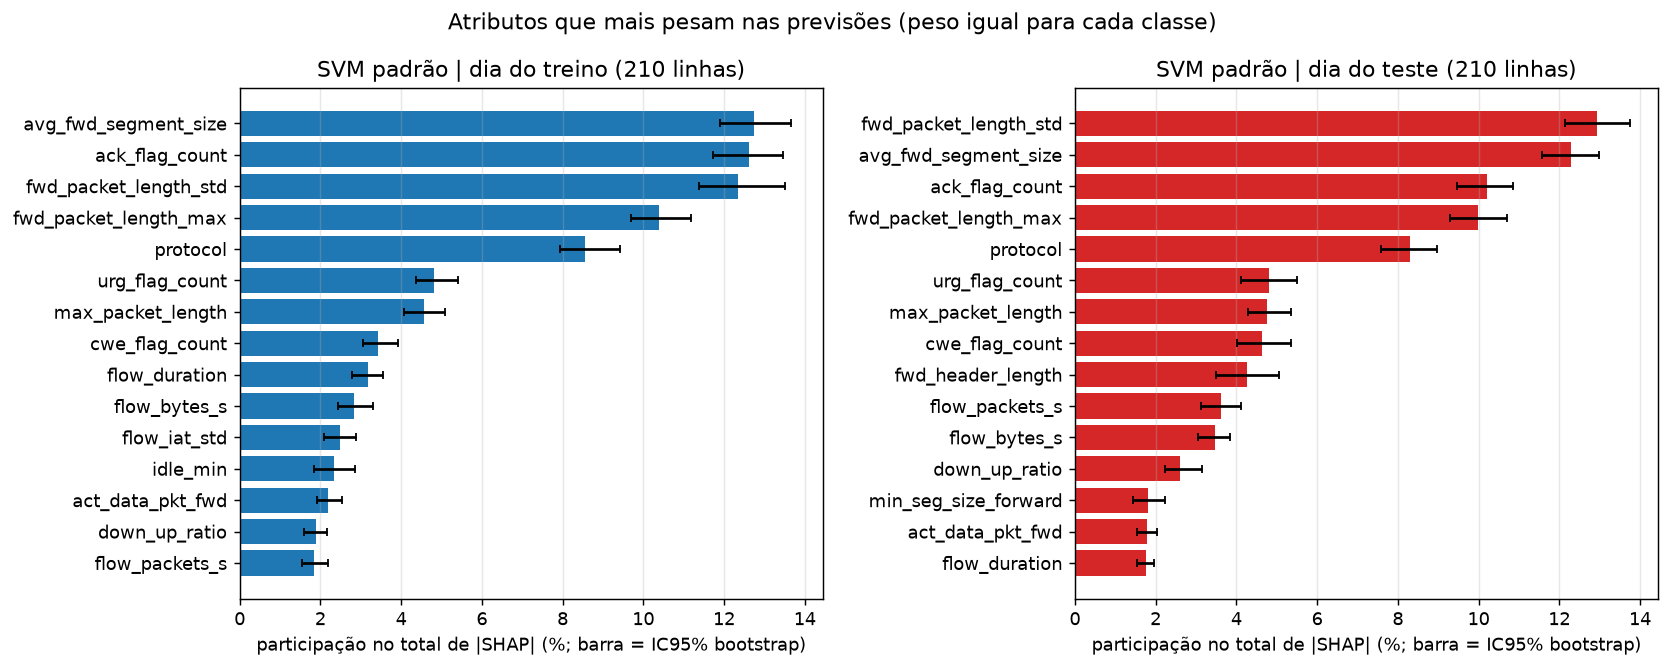 Atributos que mais pesam nas previsões (peso igual para cada classe)
SVM padrão | dia do treino (210 linhas)
avg_fwd_segment_size
ack_flag_count
fwd_packet_length_std
fwd_packet_length_max
protocol
urg_flag_count
max_packet_length
cwe_flag_count
flow_duration
flow_bytes_s
flow_iat_std
idle_min
act_data_pkt_fwd
down_up_ratio
flow_packets_s
0 2 4 6 8 10 12 14
participação no total de |SHAP| (%; barra = IC95% bootstrap)
SVM padrão | dia do teste (210 linhas)
fwd_packet_length_std
avg_fwd_segment_size
ack_flag_count
fwd_packet_length_max
protocol
urg_flag_count
max_packet_length
cwe_flag_count
fwd_header_length
flow_packets_s
flow_bytes_s
down_up_ratio
min_seg_size_forward
act_data_pkt_fwd
flow_duration
0 2 4 6 8 10 12 14
participação no total de |SHAP| (%; barra = IC95% bootstrap)